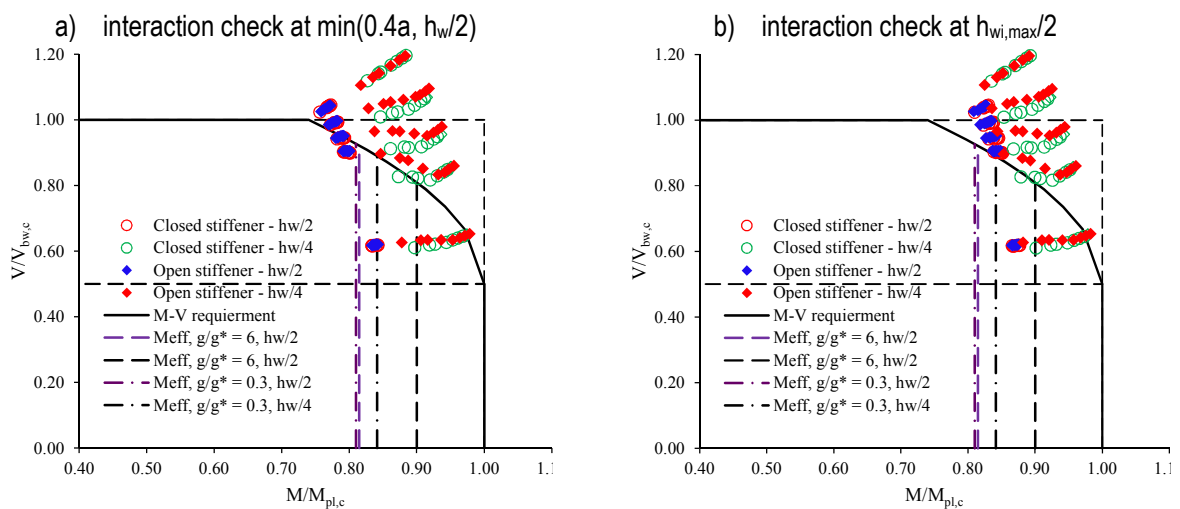 a) interaction check at min(0.4a, hw/2)
1.20
1.00
0.80
0.60
0.40
0.20
0.00
V/Vbw,c
Closed stiffener - hw/2
Closed stiffener - hw/4
Open stiffener - hw/2
Open stiffener - hw/4
M-V requierment
Meff, g/g* = 6, hw/2
Meff, g/g* = 6, hw/2
Meff, g/g* = 0.3, hw/2
Meff, g/g* = 0.3, hw/4
0.40 0.50 0.60 0.70 0.80 0.90 1.00 1.1
M/Mpl,c
b) interaction check at hwi,max/2
1.20
1.00
0.80
0.60
0.40
0.20
0.00
V/Vbw,c
Closed stiffener - hw/2
Closed stiffener - hw/4
Open stiffener - hw/2
Open stiffener - hw/4
M-V requierment
Meff, g/g* = 6, hw/2
Meff, g/g* = 6, hw/2
Meff, g/g* = 0.3, hw/2
Meff, g/g* = 0.3, hw/4
0.40 0.50 0.60 0.70 0.80 0.90 1.00 1.1
M/Mpl,c